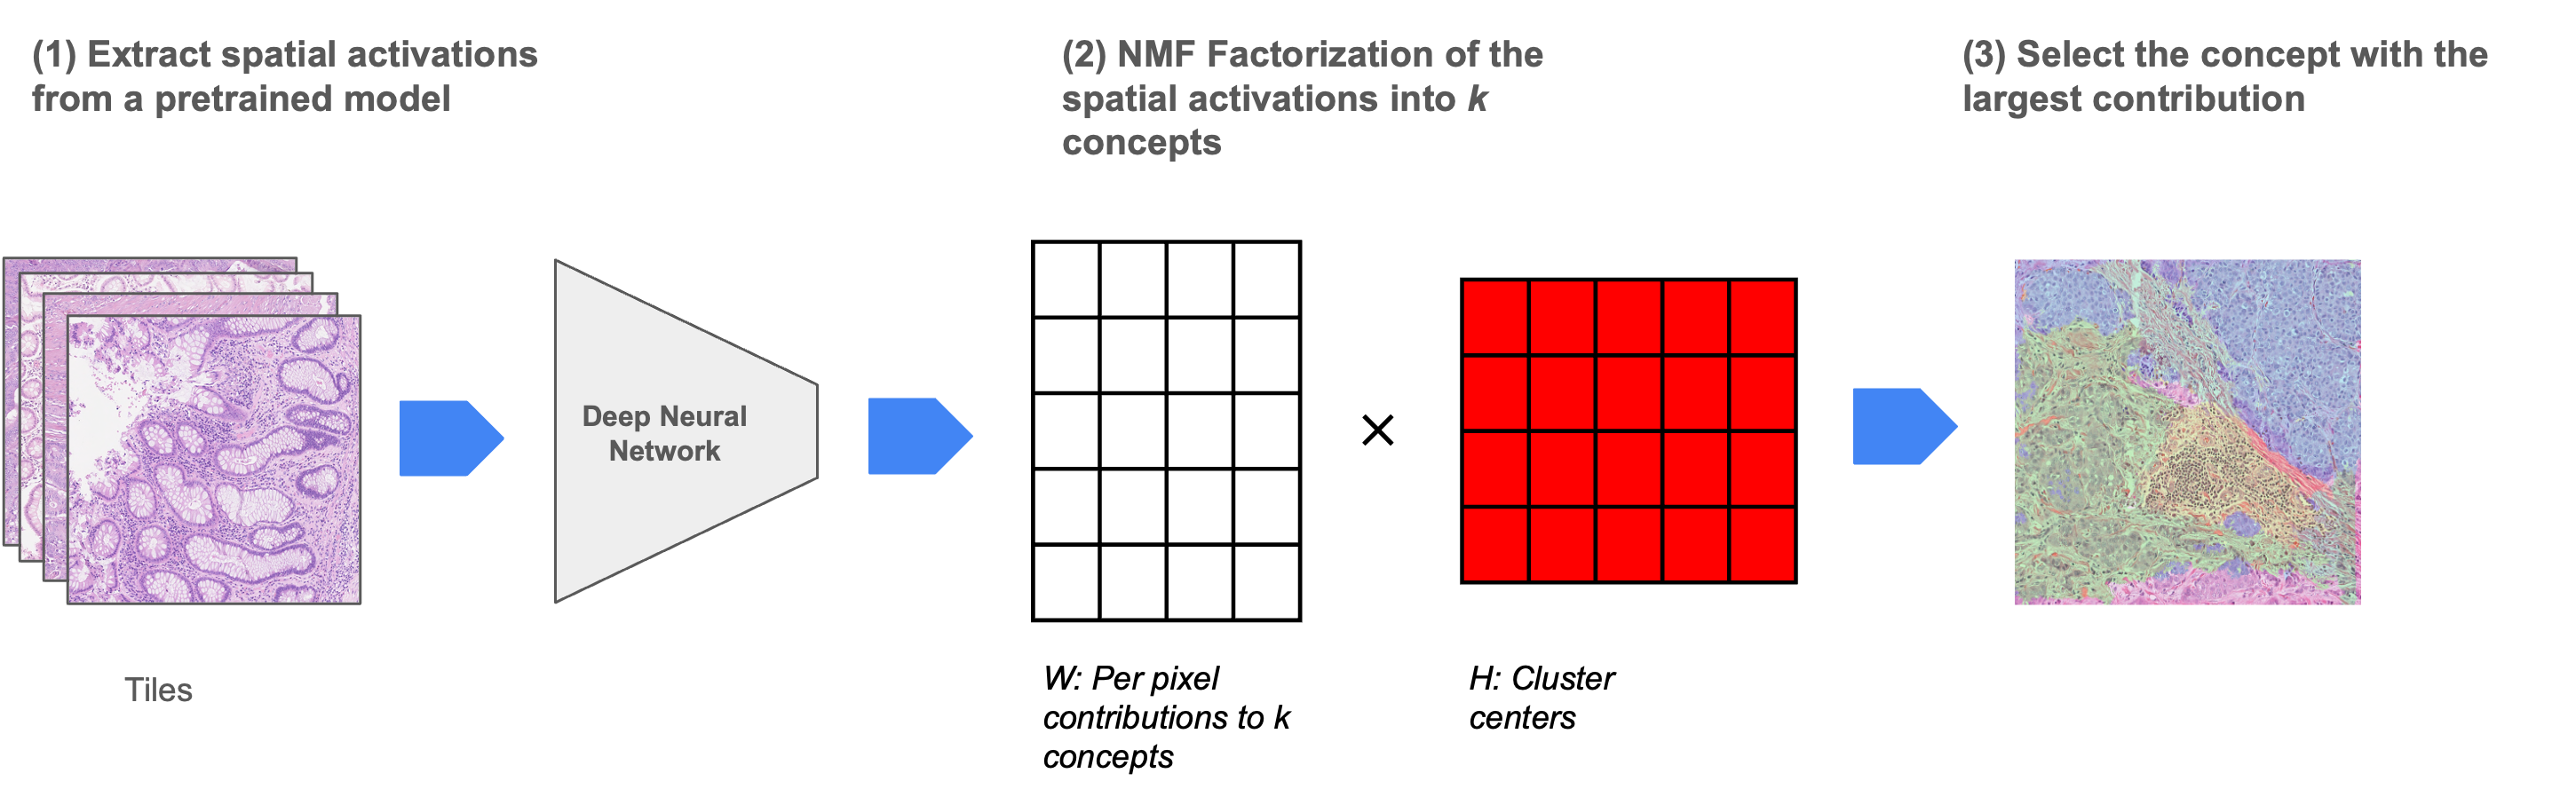 (1) Extract spatial activations
from a pretrained model
(2) NMF Factorization of the
spatial activations into k
concepts
(3) Select the concept with the
largest contribution
Deep Neural
Network
×
Tiles
W: Per pixel
contributions to k
concepts
H: Cluster
centers